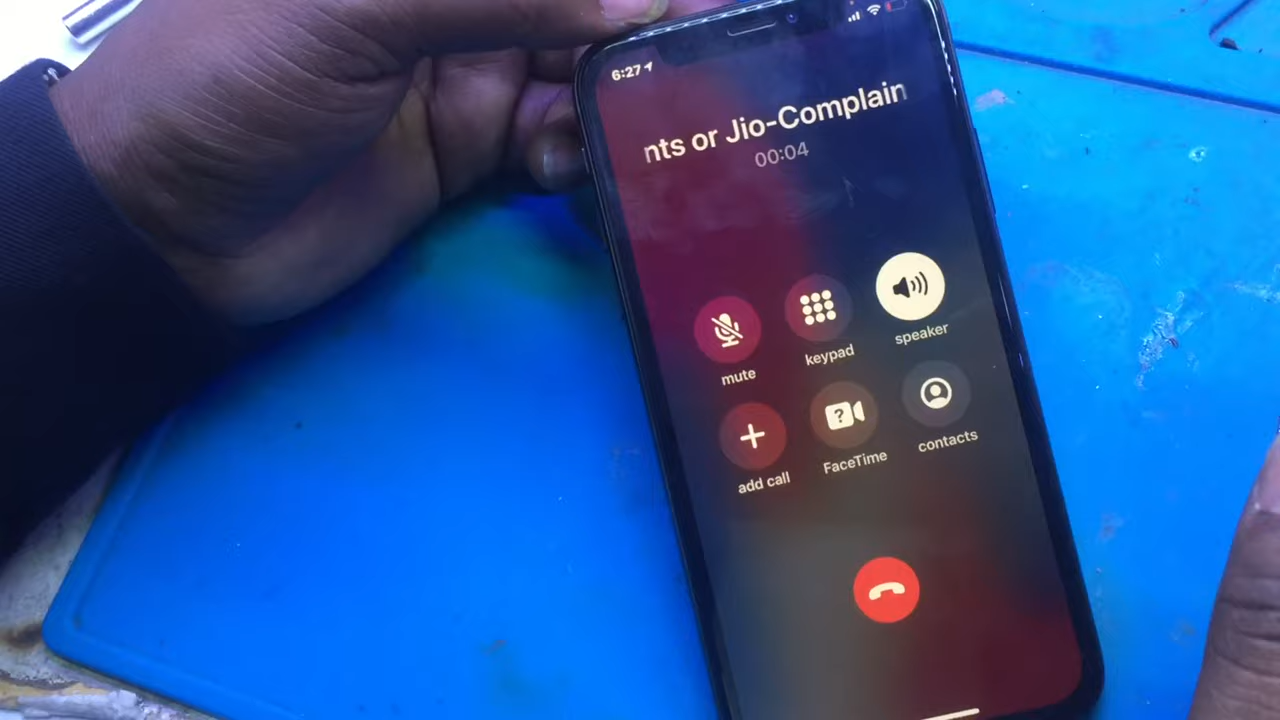 6:27
nts or Jio-Complain
00:04
mute
keypad
speaker
add call
FaceTime
contacts